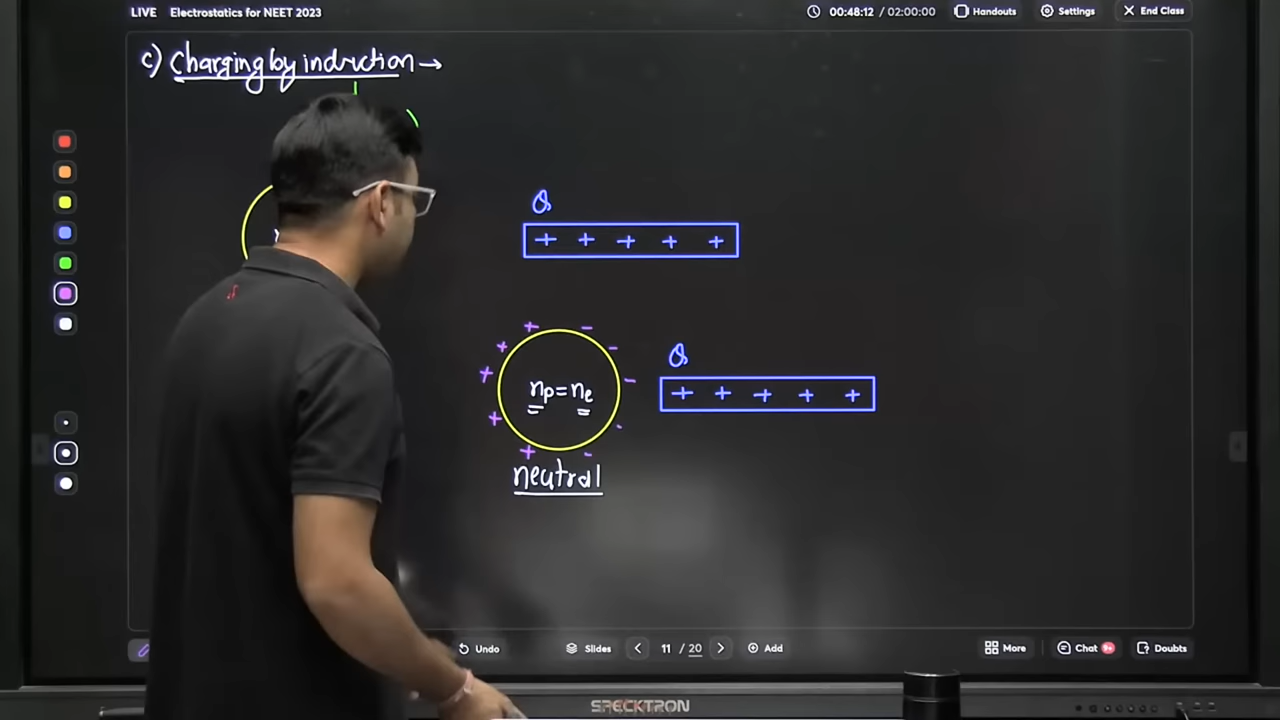 LIVE Electrostatics for NEET 2023
00:48:12 / 02:00:00 Handouts Settings End Class
c) Charging by induction →
Q
+ + + + +
+ + + + + +
- - - - -
np=ne
neutral
Q
+ + + + +
Undo Slides 11 / 20 Add More Chat 9+ Doubts
SPECKTRON